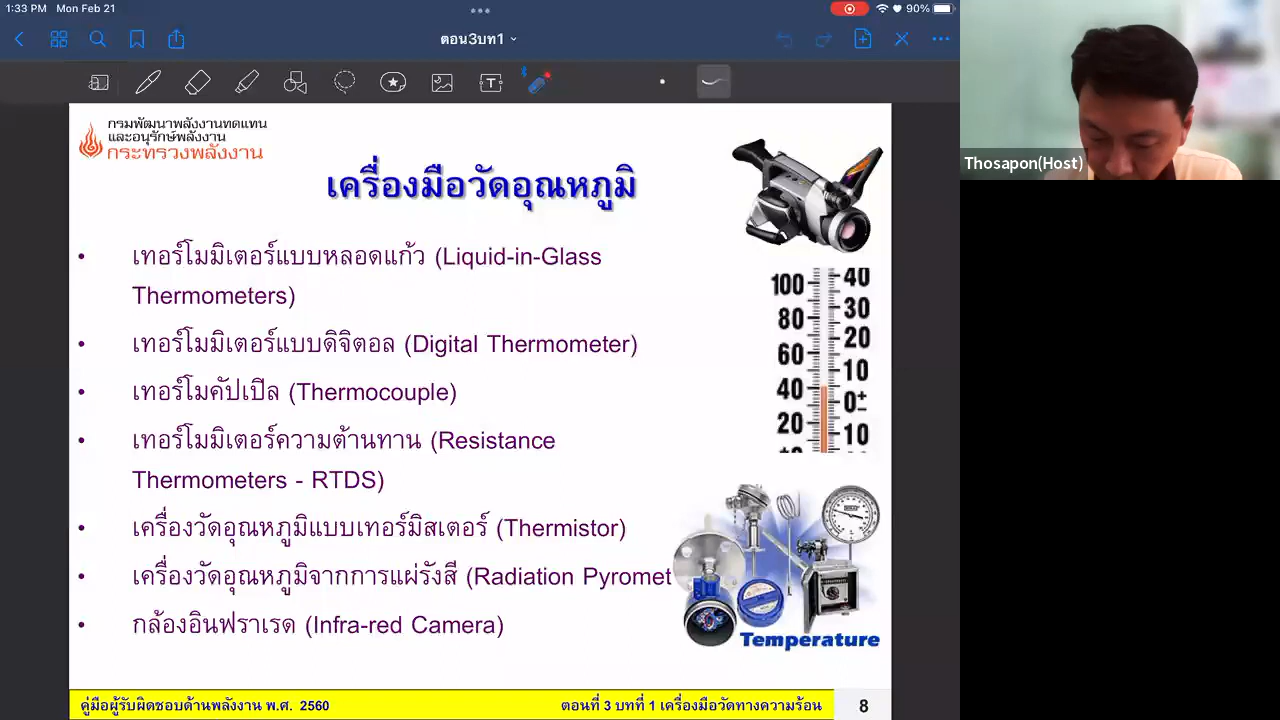 1:33 PM Mon Feb 21
90%
ตอน3บท1
T
Thosapon(Host)
กรมพัฒนาพลังงานทดแทน
และอนุรักษ์พลังงาน
กระทรวงพลังงาน
เครื่องมือวัดอุณหภูมิ
• เทอร์โมมิเตอร์แบบหลอดแก้ว (Liquid-in-Glass
Thermometers)
• เทอร์โมมิเตอร์แบบดิจิตอล (Digital Thermometer)
• เทอร์โมคัปเปิล (Thermocouple)
• เทอร์โมมิเตอร์ความต้านทาน (Resistance
Thermometers - RTDS)
• เครื่องวัดอุณหภูมิแบบเทอร์มิสเตอร์ (Thermistor)
• เครื่องวัดอุณหภูมิจากการแผ่รังสี (Radiation Pyromet
• กล้องอินฟราเรด (Infra-red Camera)
100 40
80 30
60 20
40 10
20 0±
10
Temperature
คู่มือผู้รับผิดชอบด้านพลังงาน พ.ศ. 2560
ตอนที่ 3 บทที่ 1 เครื่องมือวัดทางความร้อน
8